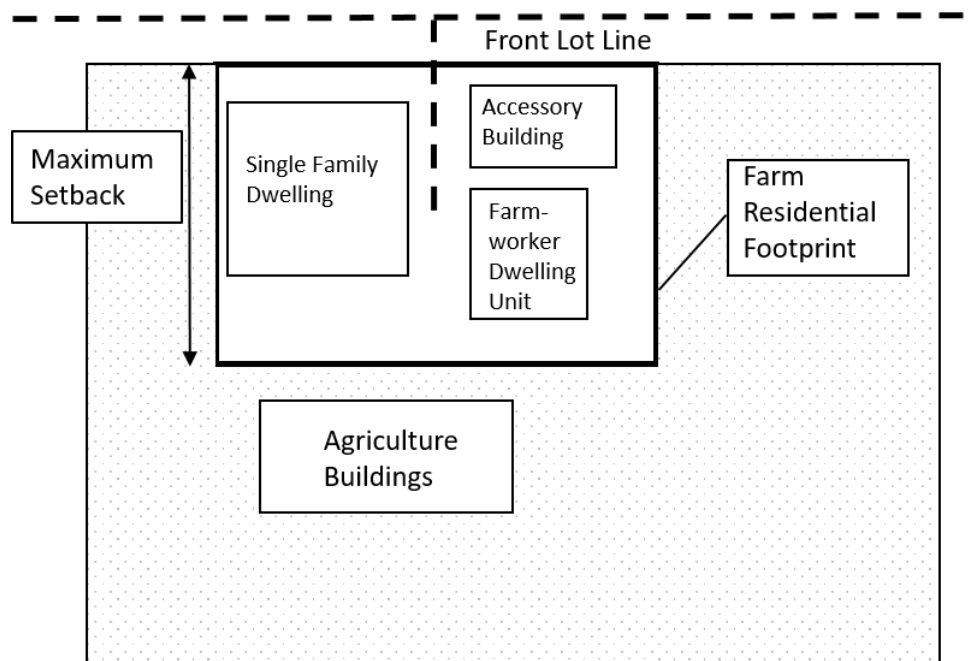 Front Lot Line
Maximum
Setback
Single Family
Dwelling
Accessory
Building
Farm-
worker
Dwelling
Unit
Farm
Residential
Footprint
Agriculture
Buildings